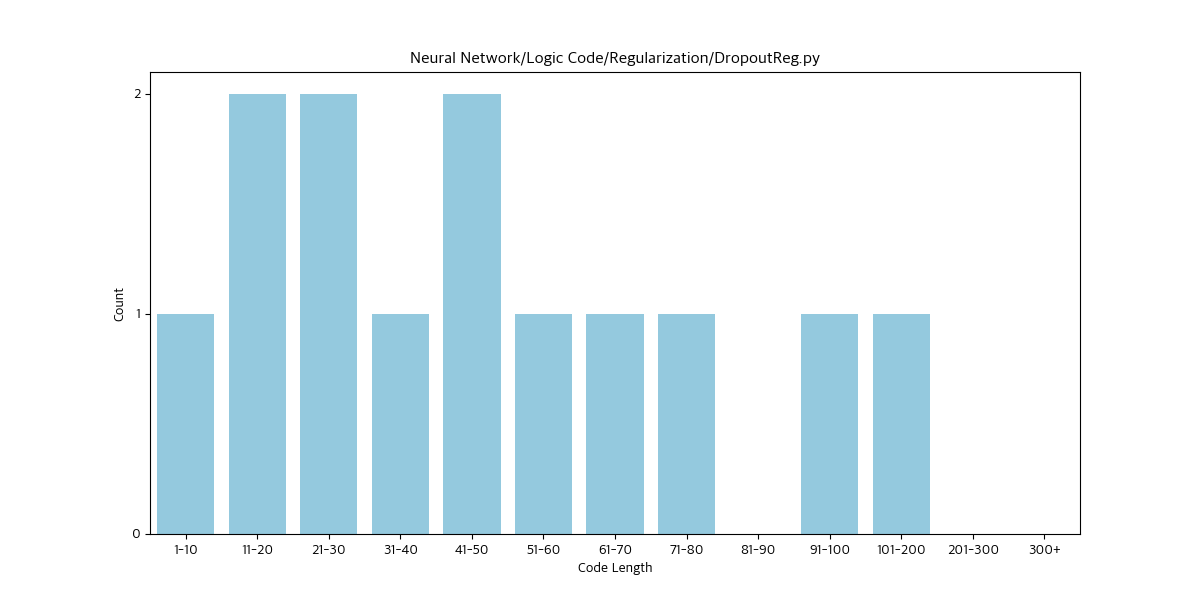 Neural Network/Logic Code/Regularization/DropoutReg.py
2
1
0
Count
1-10 11-20 21-30 31-40 41-50 51-60 61-70 71-80 81-90 91-100 101-200 201-300 300+
Code Length